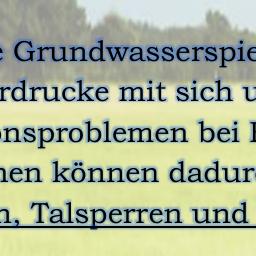 e Grundwasserspie
rdrucke mit sich u
onsproblemen bei
nen können dadur
n, Talsperren und